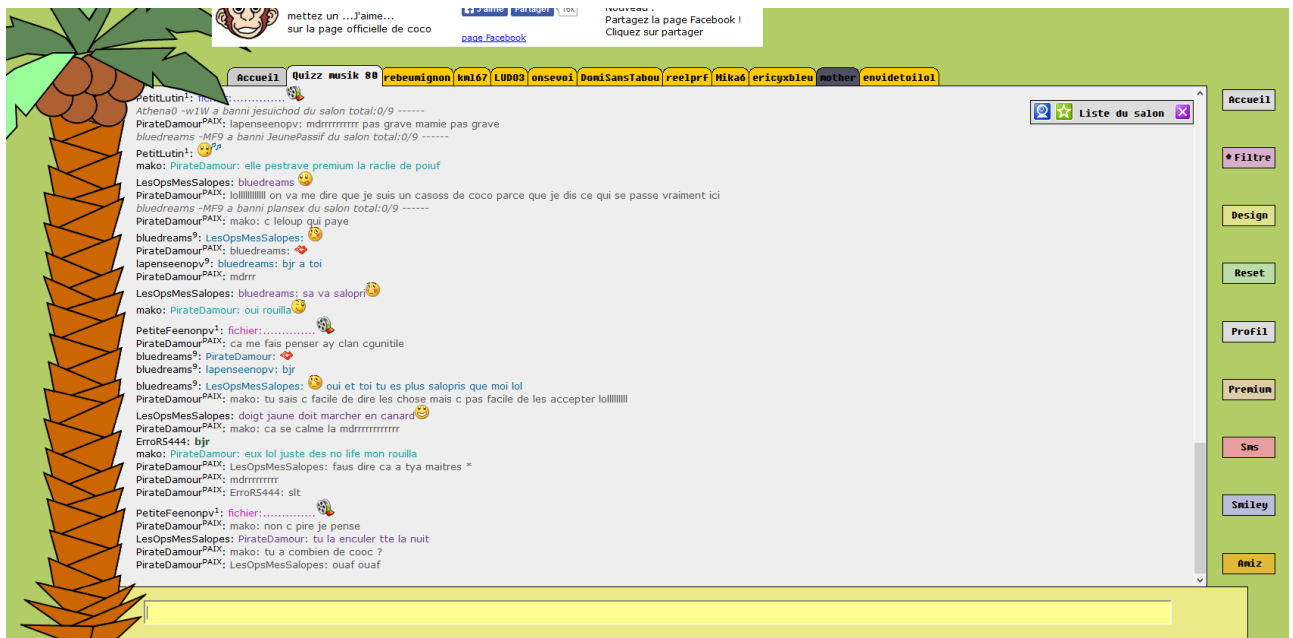 mettez un ...J'aime...
sur la page officielle de coco
J'aime Partager 16k
page Facebook
Nouveau :
Partagez la page Facebook !
Cliquez sur partager
Accueil Quizz musik 80 rebeumignon kml67 LUD03 onsevoi DomiSansTabou reelprf Mika6 ericyxbleu mother envidetoilol
Liste du salon
PetitLutin1: fichier:..............
Athena0 -w1W a banni jesuichod du salon total:0/9 ------
PirateDamourPAIX: lapenseenopv: mdrrrrrrrrr pas grave mamie pas grave
bluedreams -MF9 a banni JeunePassif du salon total:0/9 ------
PetitLutin1:
mako: PirateDamour: elle pestrave premium la raclie de poiuf
LesOpsMesSalopes: bluedreams
PirateDamourPAIX: lolllllllllllll on va me dire que je suis un casoss de coco parce que je dis ce qui se passe vraiment ici
bluedreams -MF9 a banni plansex du salon total:0/9 ------
PirateDamourPAIX: mako: c leloup qui paye
bluedreams9: LesOpsMesSalopes:
PirateDamourPAIX: bluedreams:
lapenseenopv9: bluedreams: bjr a toi
PirateDamourPAIX: mdrrr
LesOpsMesSalopes: bluedreams: sa va salopri
mako: PirateDamour: oui rouilla
PetiteFeenonpv1: fichier:..............
PirateDamourPAIX: ca me fais penser ay clan cgunitile
bluedreams9: PirateDamour:
bluedreams9: lapenseenopv: bjr
bluedreams9: LesOpsMesSalopes: oui et toi tu es plus salopris que moi lol
PirateDamourPAIX: mako: tu sais c facile de dire les chose mais c pas facile de les accepter lolllllllll
LesOpsMesSalopes: doigt jaune doit marcher en canard
PirateDamourPAIX: mako: ca se calme la mdrrrrrrrrrrrr
ErroR5444: bjr
mako: PirateDamour: eux lol juste des no life mon rouilla
PirateDamourPAIX: LesOpsMesSalopes: faus dire ca a tya maitres *
PirateDamourPAIX: mdrrrrrrrrr
PirateDamourPAIX: ErroR5444: slt
PetiteFeenonpv1: fichier:..............
PirateDamourPAIX: mako: non c pire je pense
LesOpsMesSalopes: PirateDamour: tu la enculer tte la nuit
PirateDamourPAIX: mako: tu a combien de cooc ?
PirateDamourPAIX: LesOpsMesSalopes: ouaf ouaf
Accueil
Filtre
Design
Reset
Profil
Premium
Sms
Smiley
Amiz